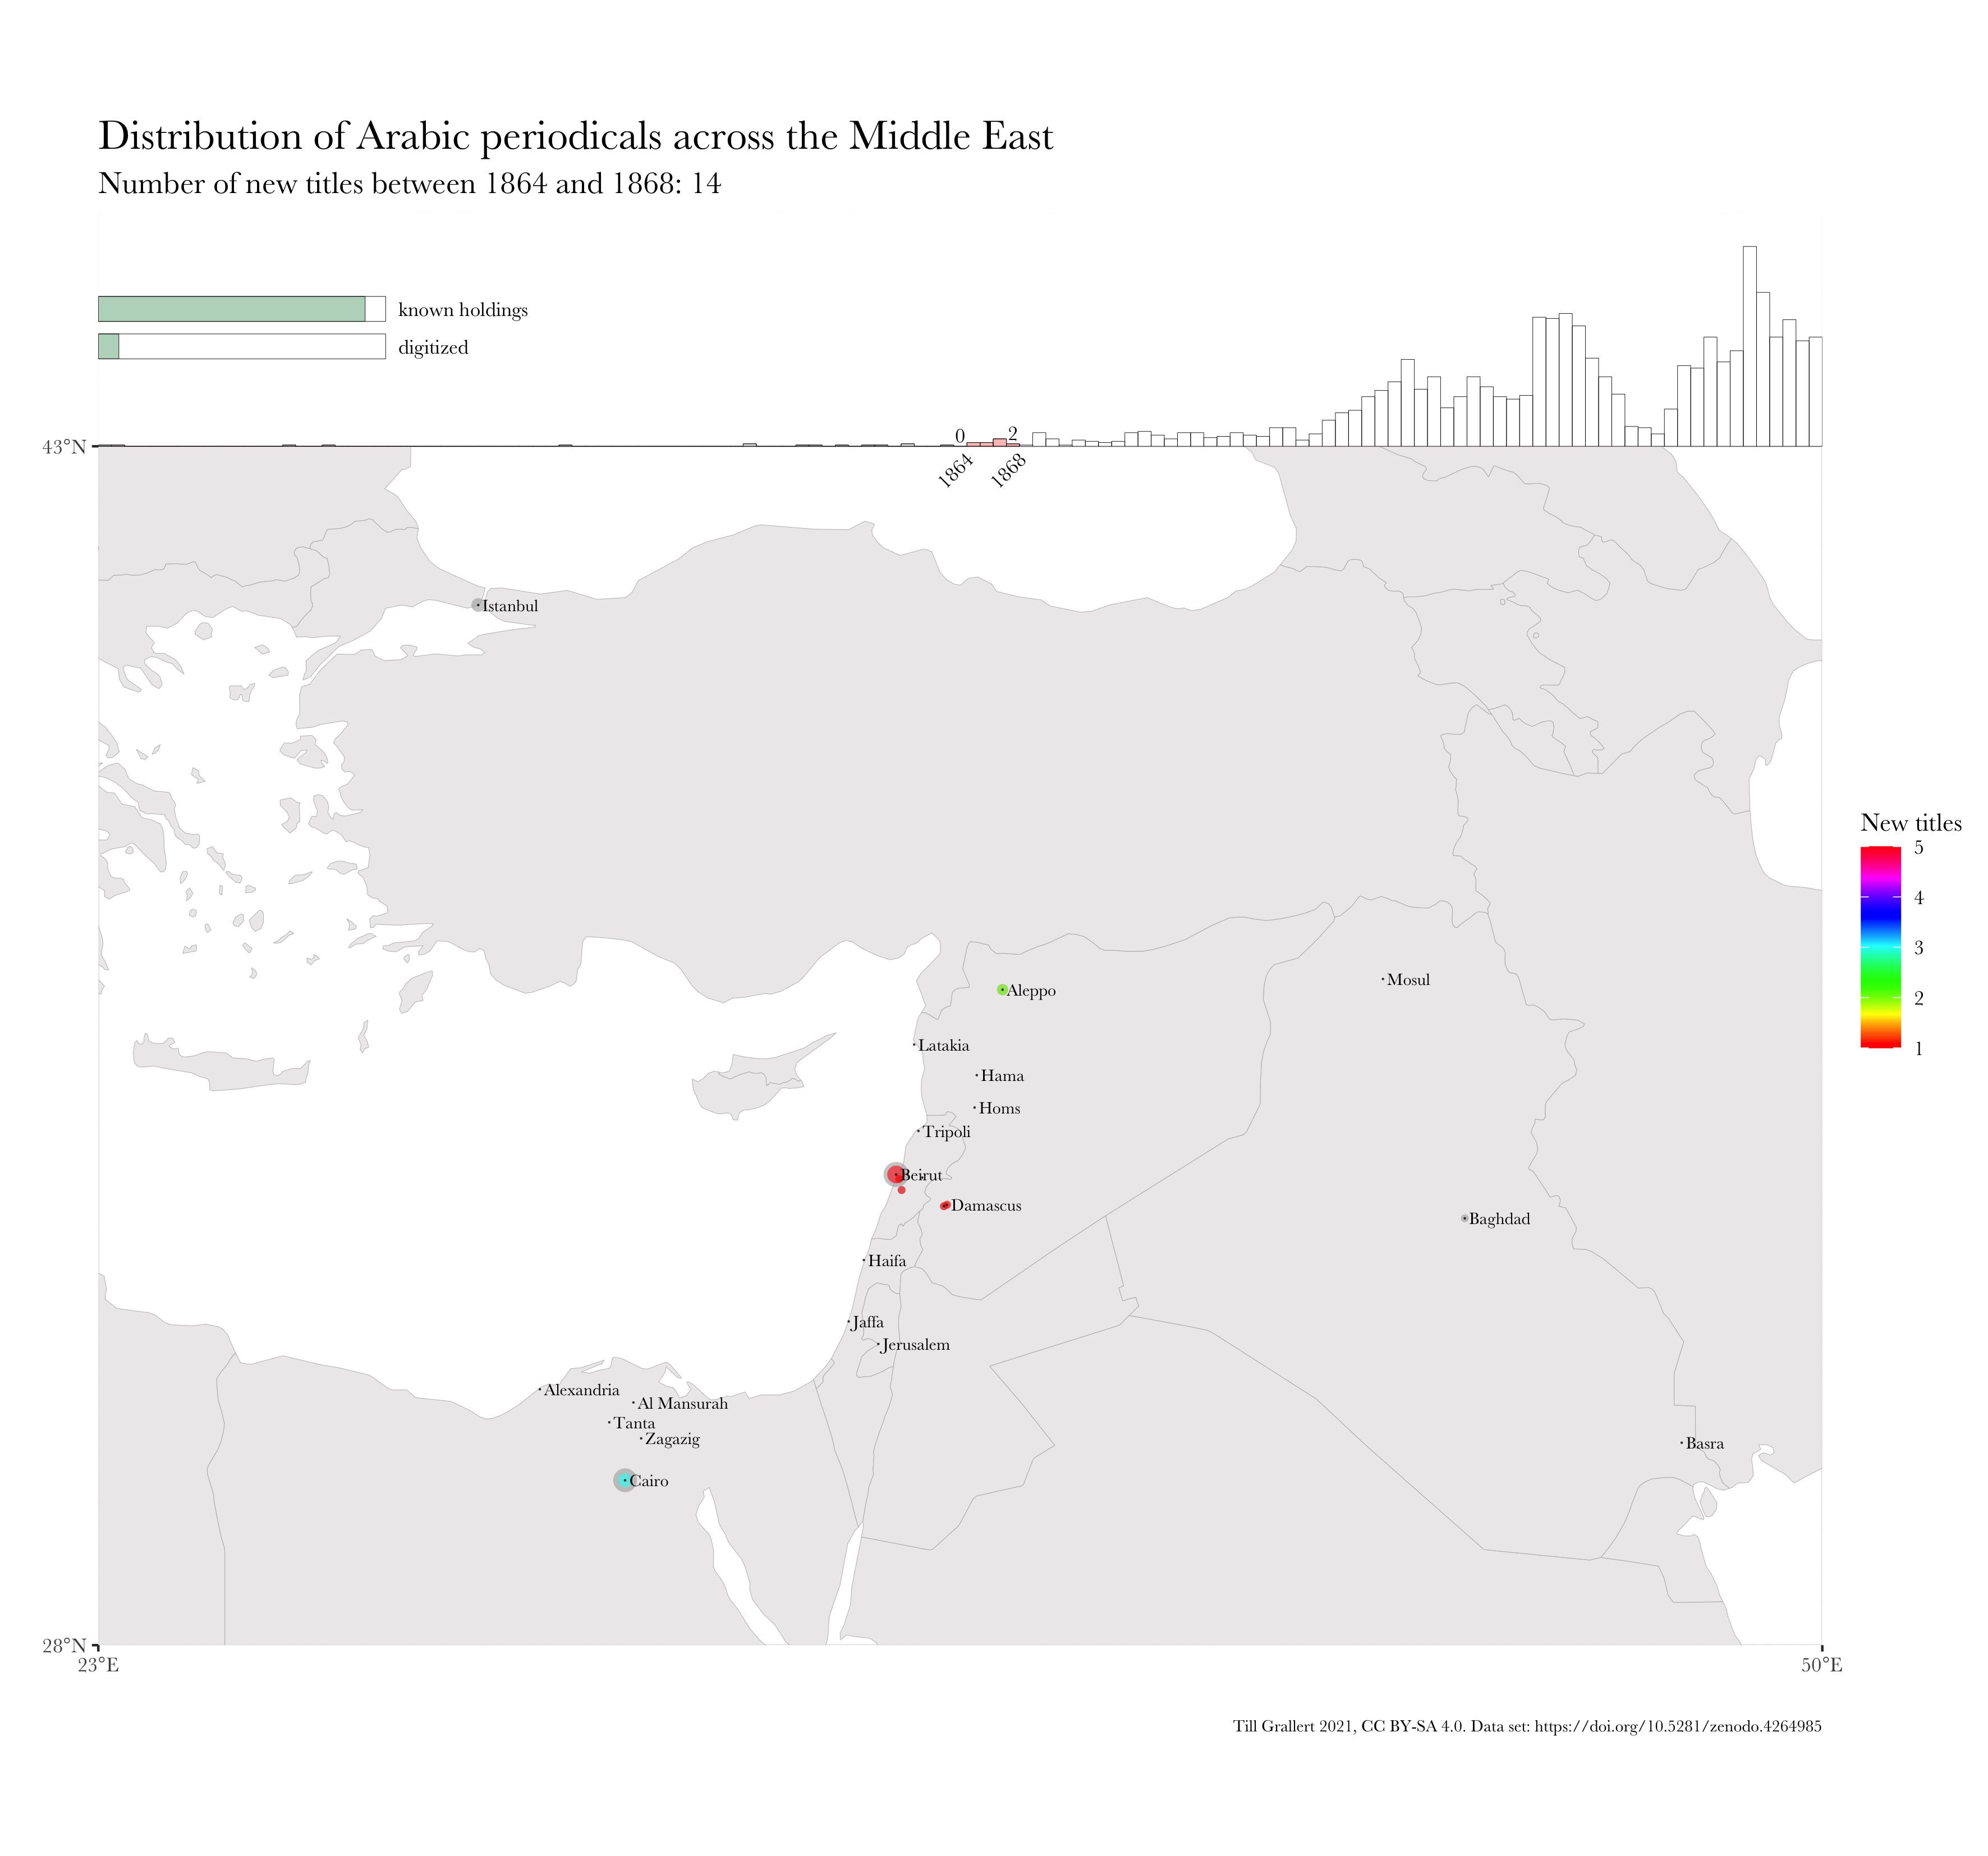 Distribution of Arabic periodicals across the Middle East
Number of new titles between 1864 and 1868: 14
known holdings
digitized
0
2
43°N
1864
1868
Istanbul
New titles
5
4
3
2
1
Mosul
Aleppo
Latakia
Hama
Homs
Tripoli
Beirut
Damascus
Baghdad
Haifa
Jaffa
Jerusalem
Alexandria
Al Mansurah
Tanta
Zagazig
Basra
Cairo
28°N
23°E
50°E
Till Grallert 2021, CC BY-SA 4.0. Data set: https://doi.org/10.5281/zenodo.4264985